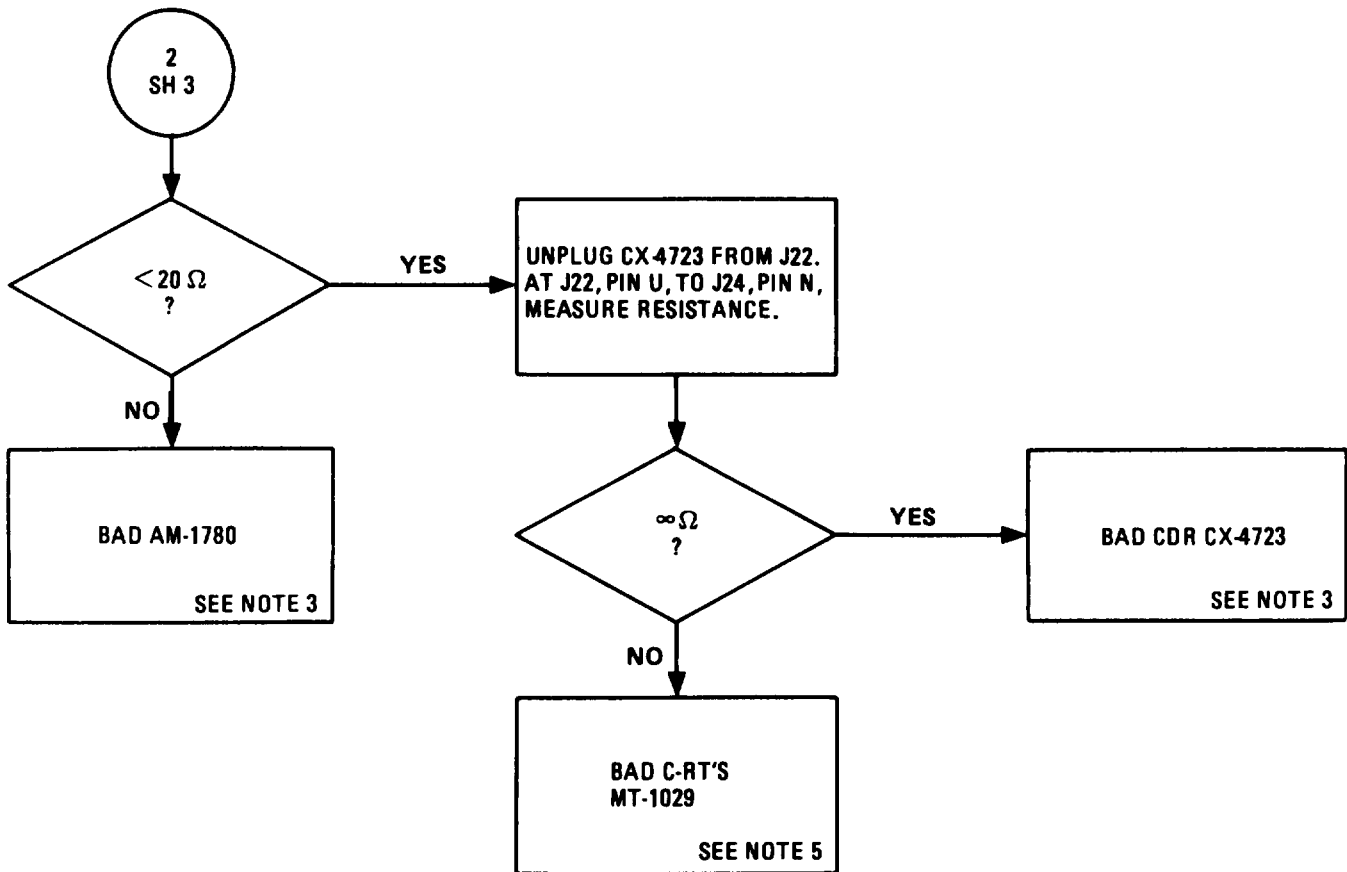 2
SH 3
<20 Ω
?
YES
UNPLUG CX-4723 FROM J22.
AT J22, PIN U, TO J24, PIN N,
MEASURE RESISTANCE.
NO
BAD AM-1780
SEE NOTE 3
∞ Ω
?
YES
BAD CDR CX-4723
SEE NOTE 3
NO
BAD C-RT'S
MT-1029
SEE NOTE 5